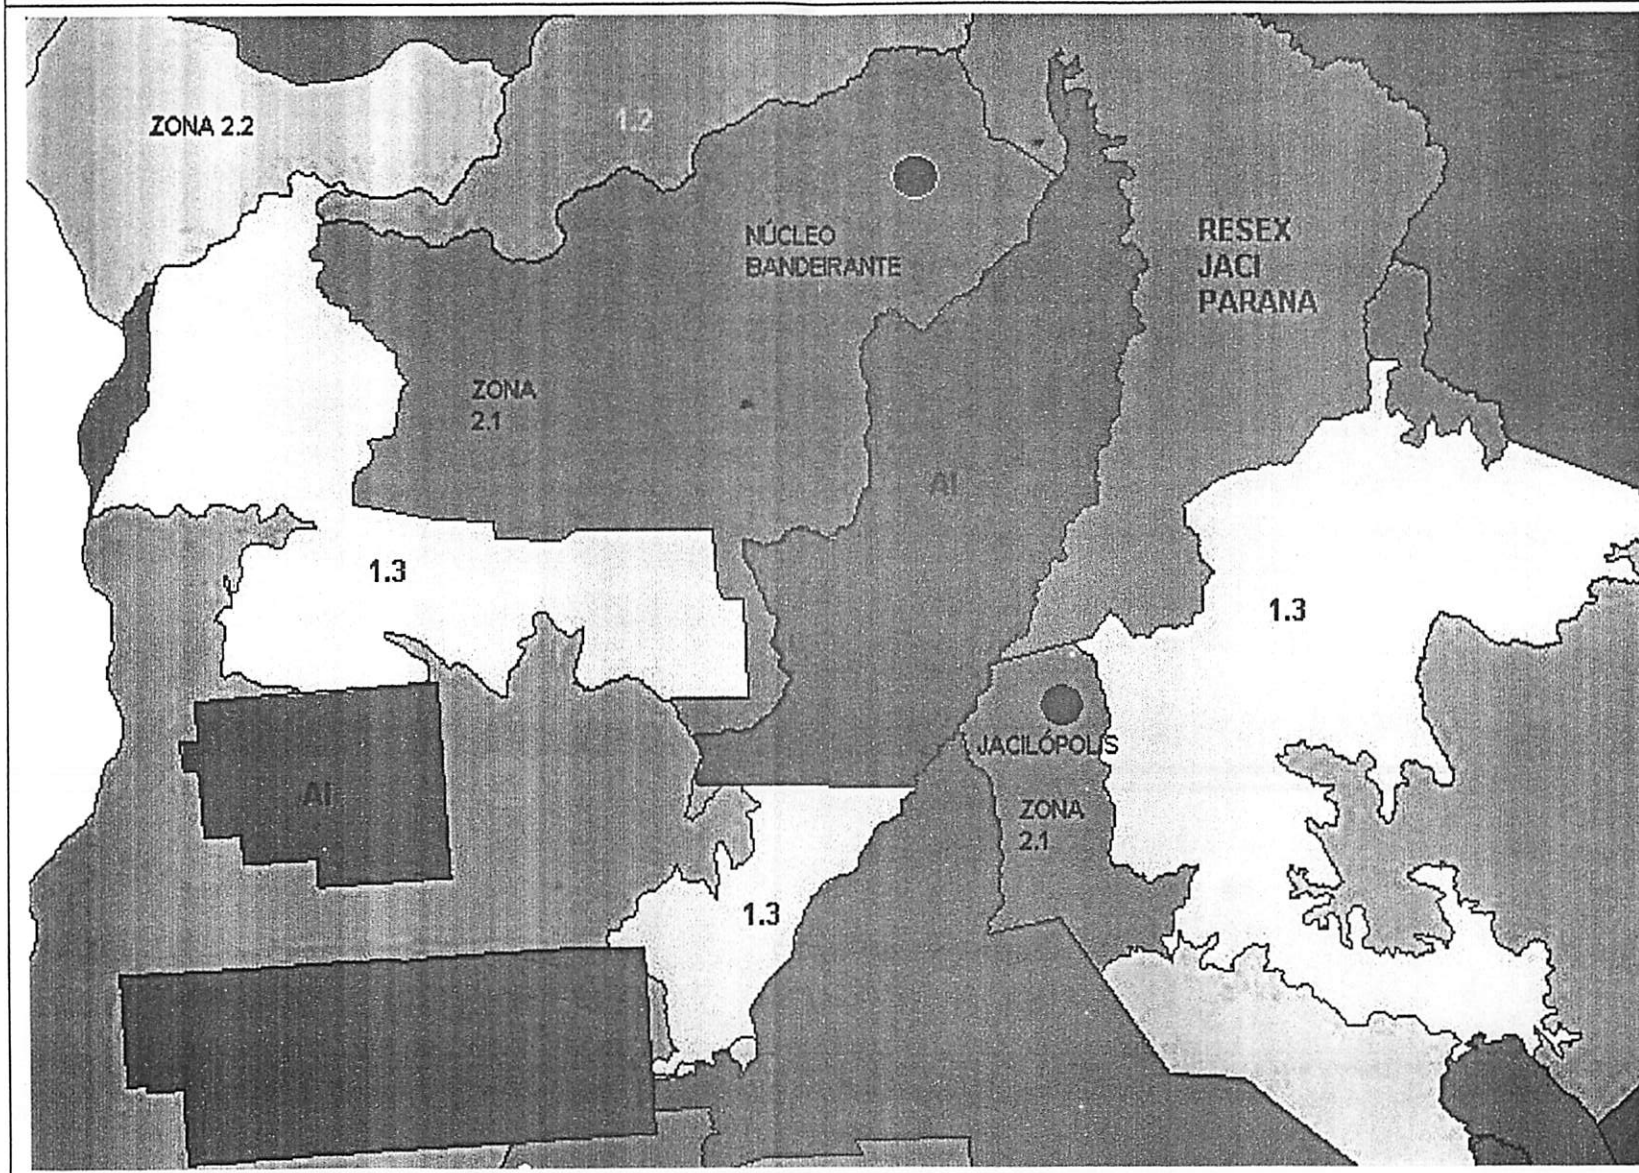 ZONA 2.2
1.2
NÚCLEO
BANDEIRANTE
RESEX
JACI
PARANA
ZONA
2.1
AI
1.3
1.3
JACILÓPOLIS
AI
ZONA
2.1
1.3